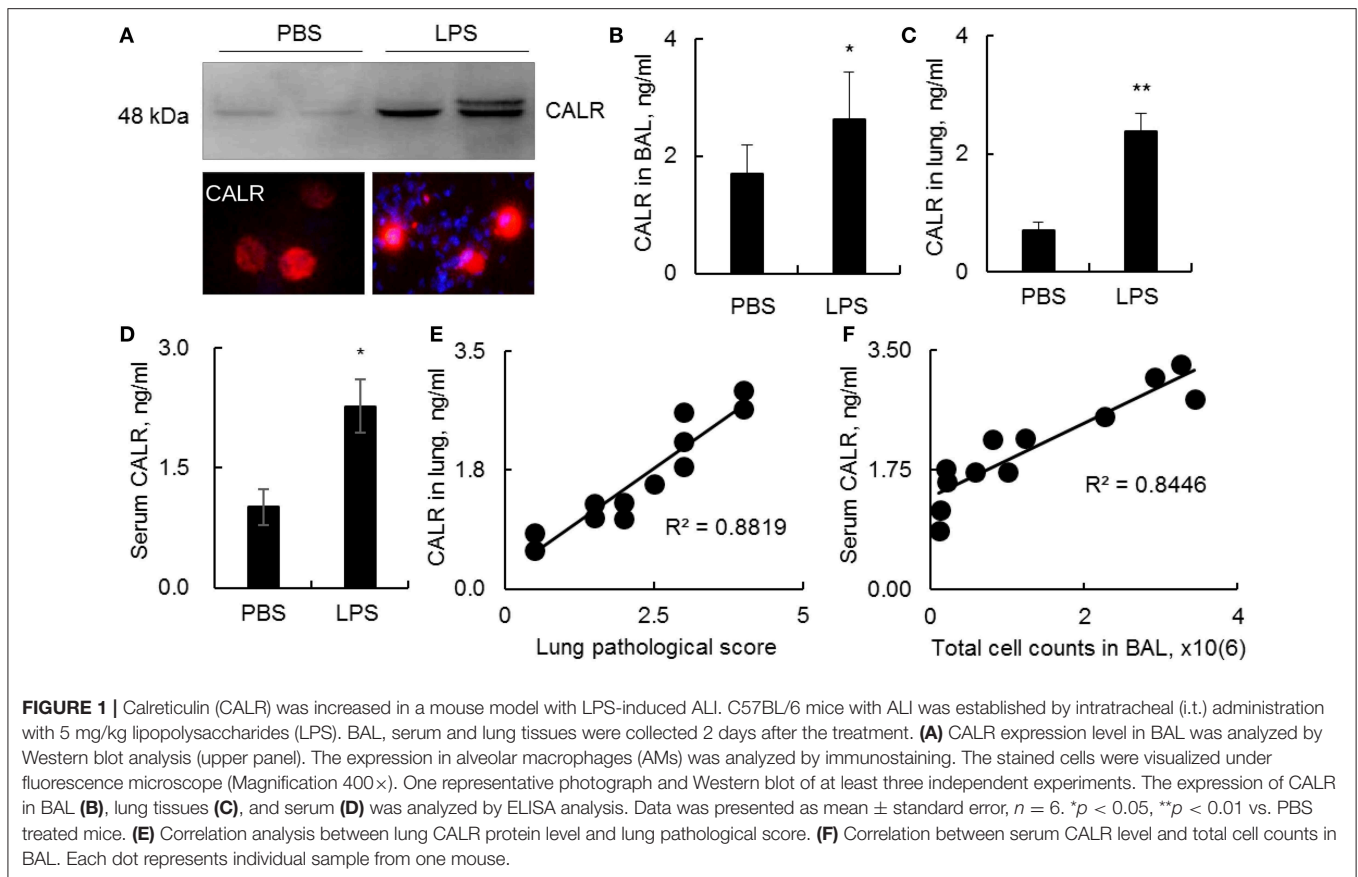 A
PBS LPS
48 kDa
CALR
CALR
B
CALR in BAL, ng/ml
4
2
0
*
PBS LPS
C
CALR in lung, ng/ml
4
2
0
**
PBS LPS
D
Serum CALR, ng/ml
3.0
1.5
0.0
*
PBS LPS
E
CALR in lung, ng/ml
3.5
1.8
0.0
R² = 0.8819
0 2.5 5
Lung pathological score
F
Serum CALR, ng/ml
3.50
1.75
0.00
R² = 0.8446
0 2 4
Total cell counts in BAL, x10(6)
FIGURE 1 | Calreticulin (CALR) was increased in a mouse model with LPS-induced ALI. C57BL/6 mice with ALI was established by intratracheal (i.t.) administration
with 5 mg/kg lipopolysaccharides (LPS). BAL, serum and lung tissues were collected 2 days after the treatment. (A) CALR expression level in BAL was analyzed by
Western blot analysis (upper panel). The expression in alveolar macrophages (AMs) was analyzed by immunostaining. The stained cells were visualized under
fluorescence microscope (Magnification 400×). One representative photograph and Western blot of at least three independent experiments. The expression of CALR
in BAL (B), lung tissues (C), and serum (D) was analyzed by ELISA analysis. Data was presented as mean ± standard error, n = 6. *p < 0.05, **p < 0.01 vs. PBS
treated mice. (E) Correlation analysis between lung CALR protein level and lung pathological score. (F) Correlation between serum CALR level and total cell counts in
BAL. Each dot represents individual sample from one mouse.